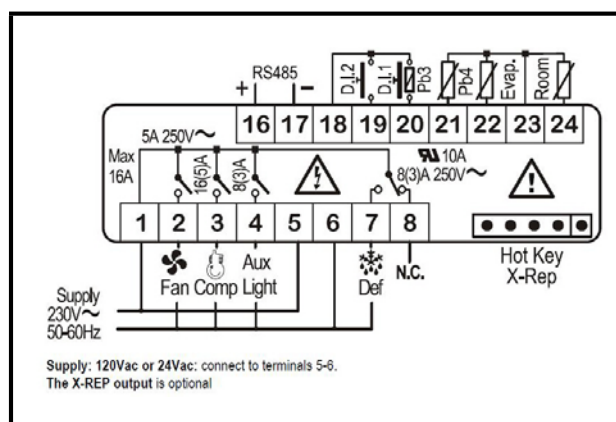 RS485
+ −
D.I.2
D.I.1
Pb3
Pb4
Evap.
Room
16 17 18 19 20 21 22 23 24
5A 250V~
Max
16A
16(5)A
8(3)A
10A
8(3)A 250V~
1 2 3 4 5 6 7 8
Fan Comp
Aux
Light
Def
N.C.
Hot Key
X-Rep
Supply
230V~
50-60Hz
Supply: 120Vac or 24Vac: connect to terminals 5-6.
The X-REP output is optional